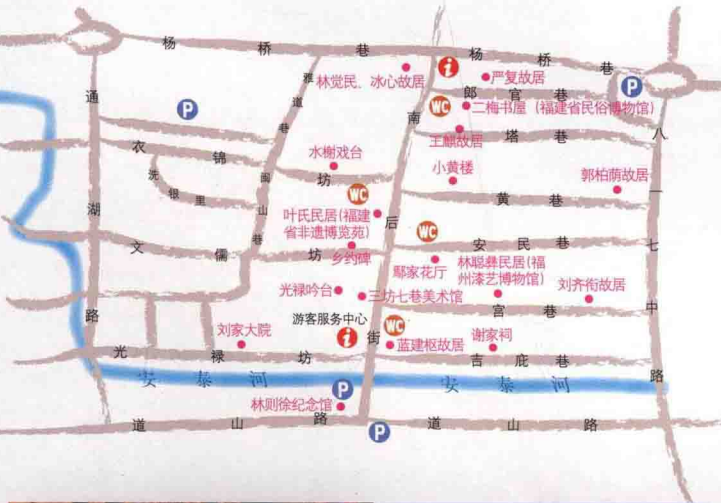 杨桥巷
杨桥巷
林觉民、冰心故居
严复故居
雅道巷
郎官巷
二梅书屋（福建省民俗博物馆）
WC
P
P
通湖路
南后街
八一七中路
塔巷
王麒故居
衣锦坊
水榭戏台
小黄楼
郭柏荫故居
洗银里
闽山巷
黄巷
WC
叶氏民居(福建
省非遗博览苑)
乡约碑
WC
安民巷
文儒坊
鄢家花厅
林聪彝民居(福
州漆艺博物馆)
刘齐衔故居
光禄吟台
三坊七巷美术馆
宫巷
游客服务中心
刘家大院
WC
蓝建枢故居
谢家祠
光禄坊
吉庇巷
安泰河
安泰河
P
林则徐纪念馆
道山路
P
道山路